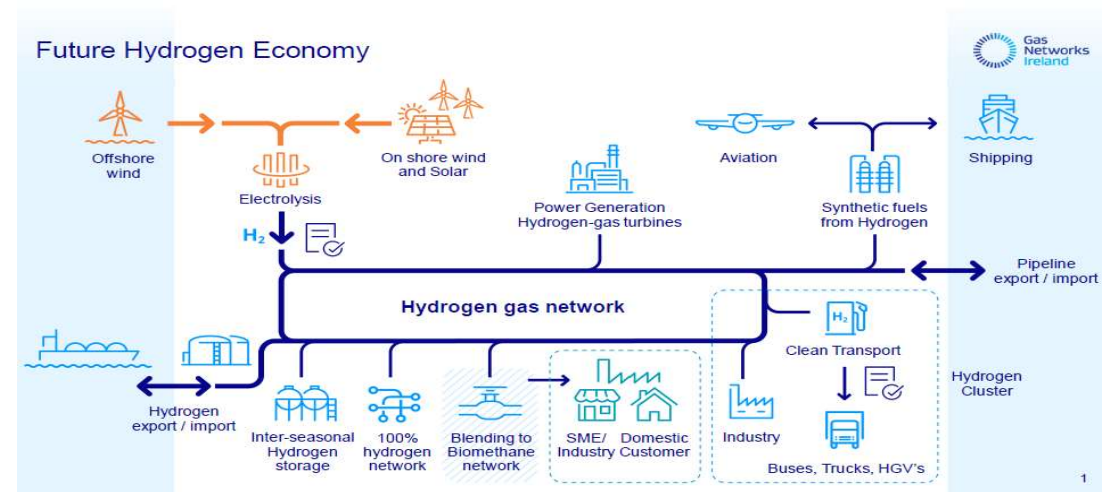 Future Hydrogen Economy
Gas
Networks
Ireland
Offshore
wind
On shore wind
and Solar
Electrolysis
H2
Power Generation
Hydrogen-gas turbines
Aviation
Synthetic fuels
from Hydrogen
Shipping
Pipeline
export / import
Hydrogen gas network
H2
Clean Transport
Hydrogen
Cluster
Hydrogen
export / import
Inter-seasonal
Hydrogen
storage
100%
hydrogen
network
Blending to
Biomethane
network
SME/
Industry
Domestic
Customer
Industry
Buses, Trucks, HGV's
1